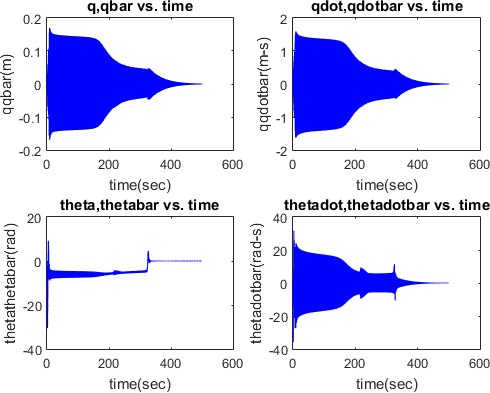 q,qbar vs. time
qqbar(m)
0.2
0.1
0
-0.1
-0.2
0
200
400
600
time(sec)
qdot,qdotbar vs. time
qqdotbar(m-s)
2
1
0
-1
-2
0
200
400
600
time(sec)
theta,thetabar vs. time
thetathetabar(rad)
20
0
-20
-40
0
200
400
600
time(sec)
thetadot,thetadotbar vs. time
thetadotbar(rad-s)
40
20
0
-20
-40
0
200
400
600
time(sec)